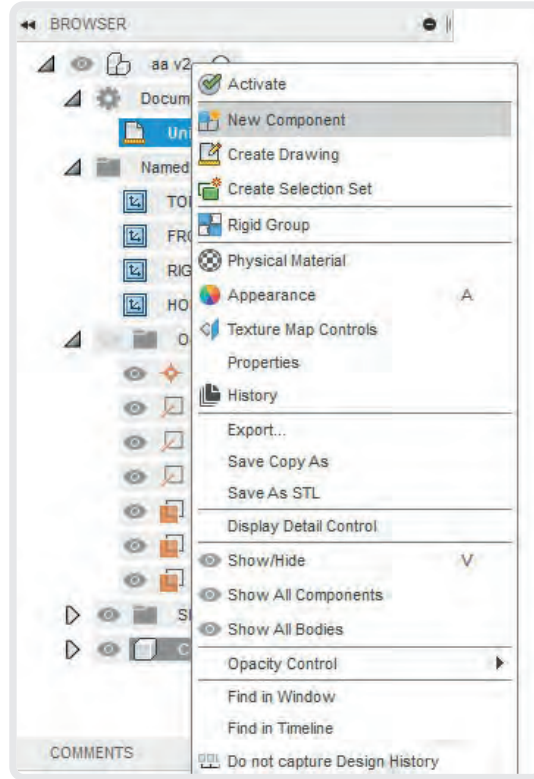 BROWSER
aa v2
Activate
Docum
New Component
Uni
Create Drawing
Named
Create Selection Set
TO
Rigid Group
FRO
Physical Material
RIG
Appearance A
HO
Texture Map Controls
O
Properties
History
Export...
Save Copy As
Save As STL
Display Detail Control
Show/Hide V
Show All Components
Show All Bodies
S
C
Opacity Control
Find in Window
Find in Timeline
COMMENTS
Do not capture Design History